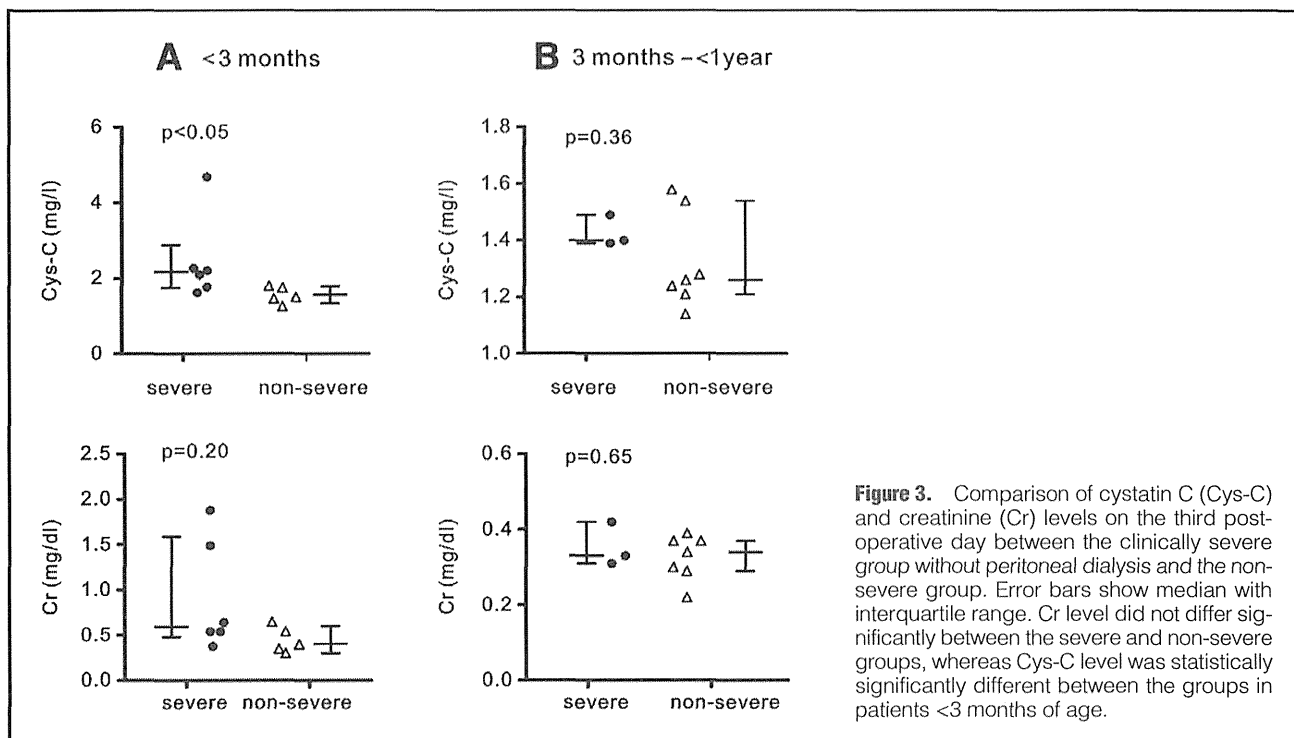 A <3 months
B 3 months –<1year
Cys-C (mg/l)
6
4
2
0
p<0.05
severe non-severe
Cys-C (mg/l)
1.8
1.6
1.4
1.2
1.0
p=0.36
severe non-severe
Cr (mg/dl)
2.5
2.0
1.5
1.0
0.5
0.0
p=0.20
severe non-severe
Cr (mg/dl)
0.6
0.4
0.2
0.0
p=0.65
severe non-severe
Figure 3. Comparison of cystatin C (Cys-C)
and creatinine (Cr) levels on the third post-
operative day between the clinically severe
group without peritoneal dialysis and the non-
severe group. Error bars show median with
interquartile range. Cr level did not differ sig-
nificantly between the severe and non-severe
groups, whereas Cys-C level was statistically
significantly different between the groups in
patients <3 months of age.